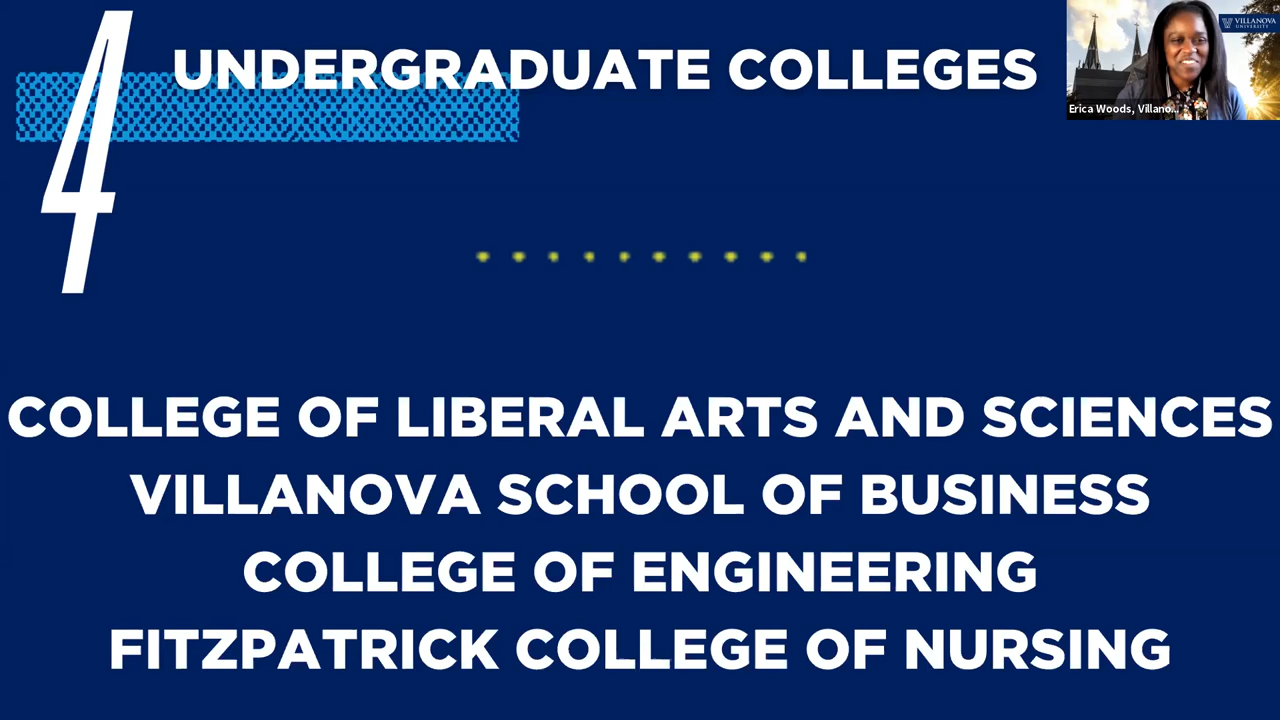 4
UNDERGRADUATE COLLEGES
VILLANOVA
UNIVERSITY
Erica Woods, Villano...
COLLEGE OF LIBERAL ARTS AND SCIENCES
VILLANOVA SCHOOL OF BUSINESS
COLLEGE OF ENGINEERING
FITZPATRICK COLLEGE OF NURSING